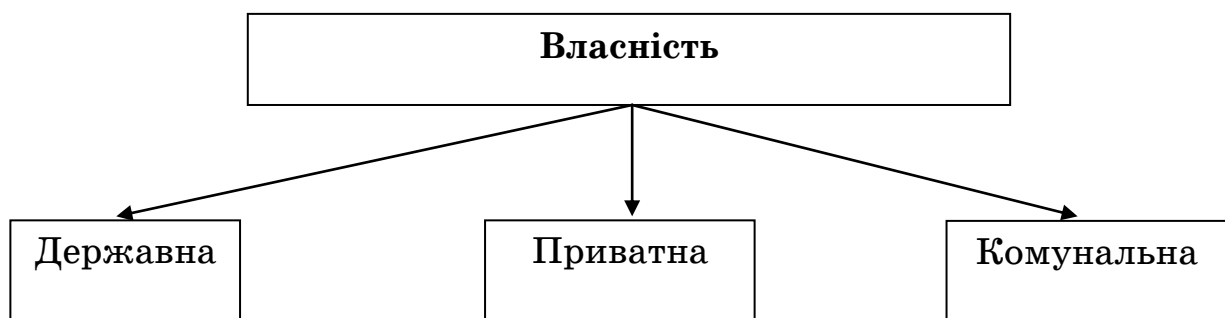 Власність
Державна
Приватна
Комунальна